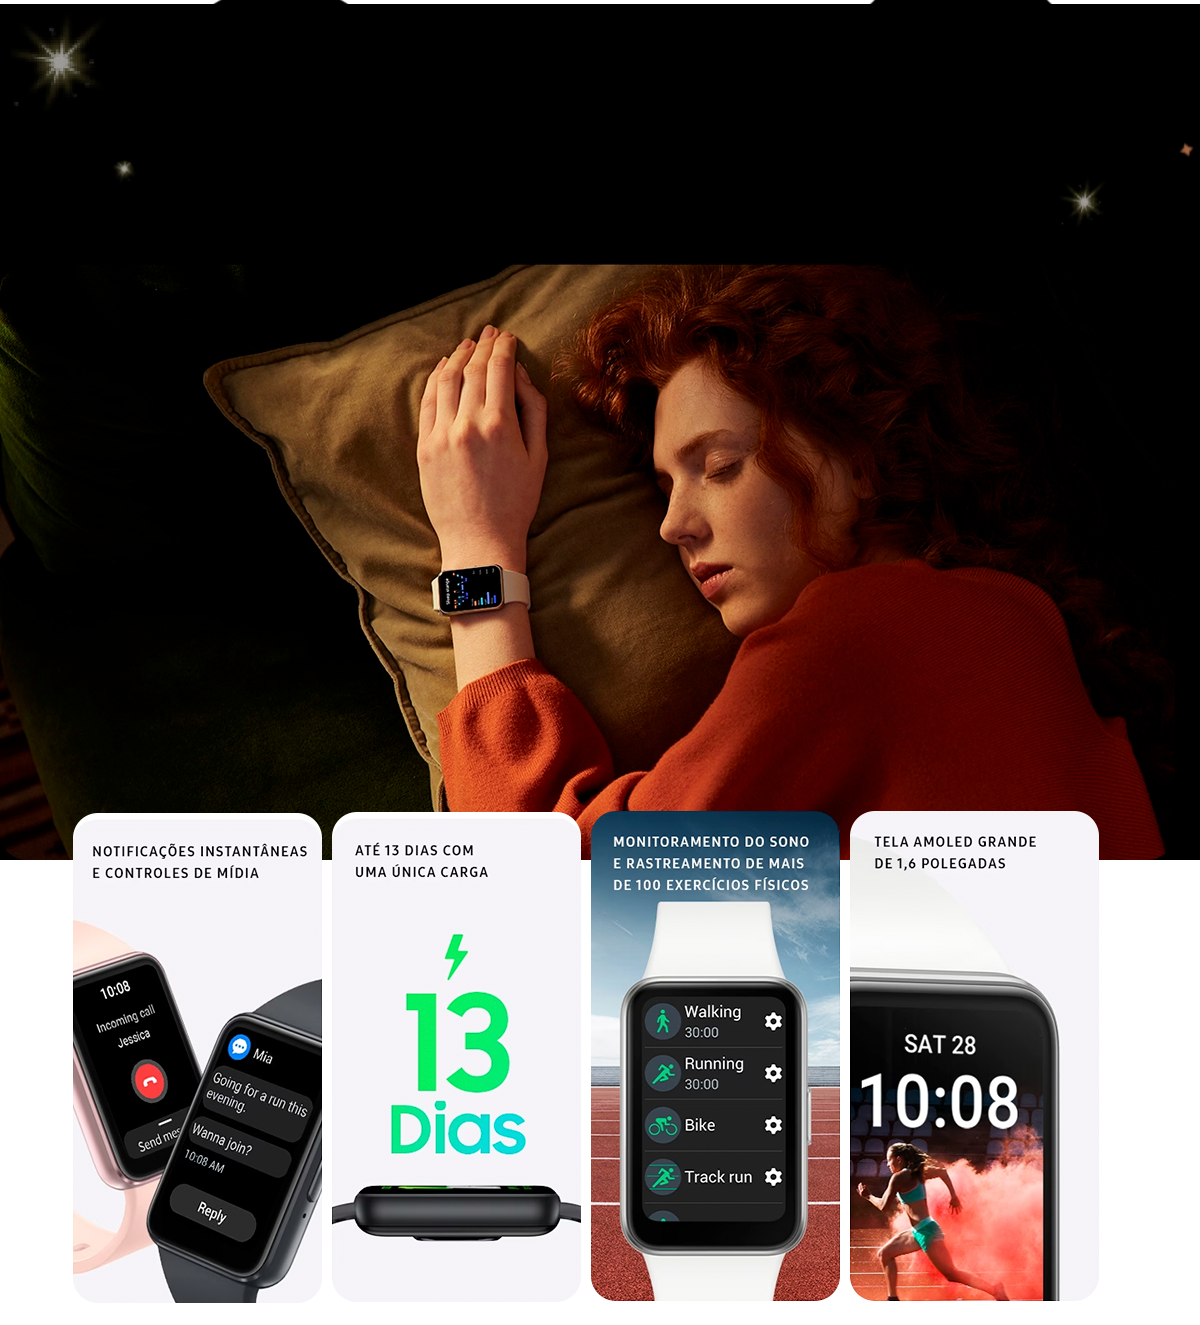 NOTIFICAÇÕES INSTANTÂNEAS
E CONTROLES DE MÍDIA
10:08
Incoming call
Jessica
Send mes
Mia
Going for a run this
evening.
Wanna join?
10:08 AM
Reply
ATÉ 13 DIAS COM
UMA ÚNICA CARGA
13
Dias
MONITORAMENTO DO SONO
E RASTREAMENTO DE MAIS
DE 100 EXERCÍCIOS FÍSICOS
Walking
30:00
Running
30:00
Bike
Track run
TELA AMOLED GRANDE
DE 1,6 POLEGADAS
SAT 28
10:08